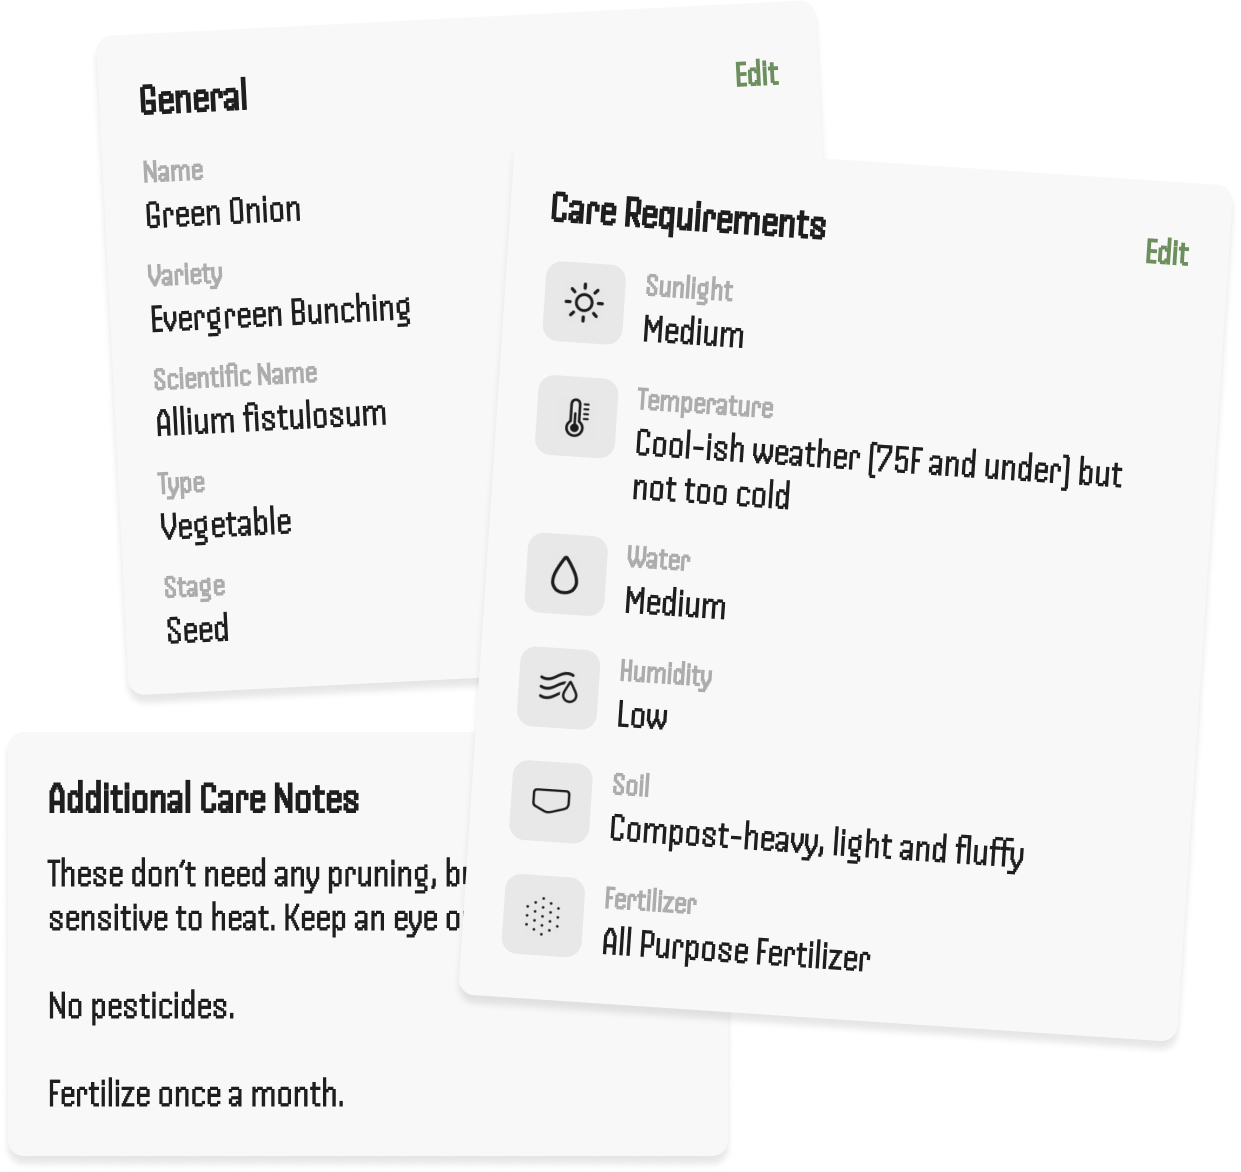 General
Edit
Name
Green Onion
Variety
Evergreen Bunching
Scientific Name
Allium fistulosum
Type
Vegetable
Stage
Seed
Care Requirements
Edit
Sunlight
Medium
Temperature
Cool-ish weather (75F and under) but
not too cold
Water
Medium
Humidity
Low
Soil
Compost-heavy, light and fluffy
Fertilizer
All Purpose Fertilizer
Additional Care Notes
These don't need any pruning,
sensitive to heat. Keep an eye
No pesticides.
Fertilize once a month.